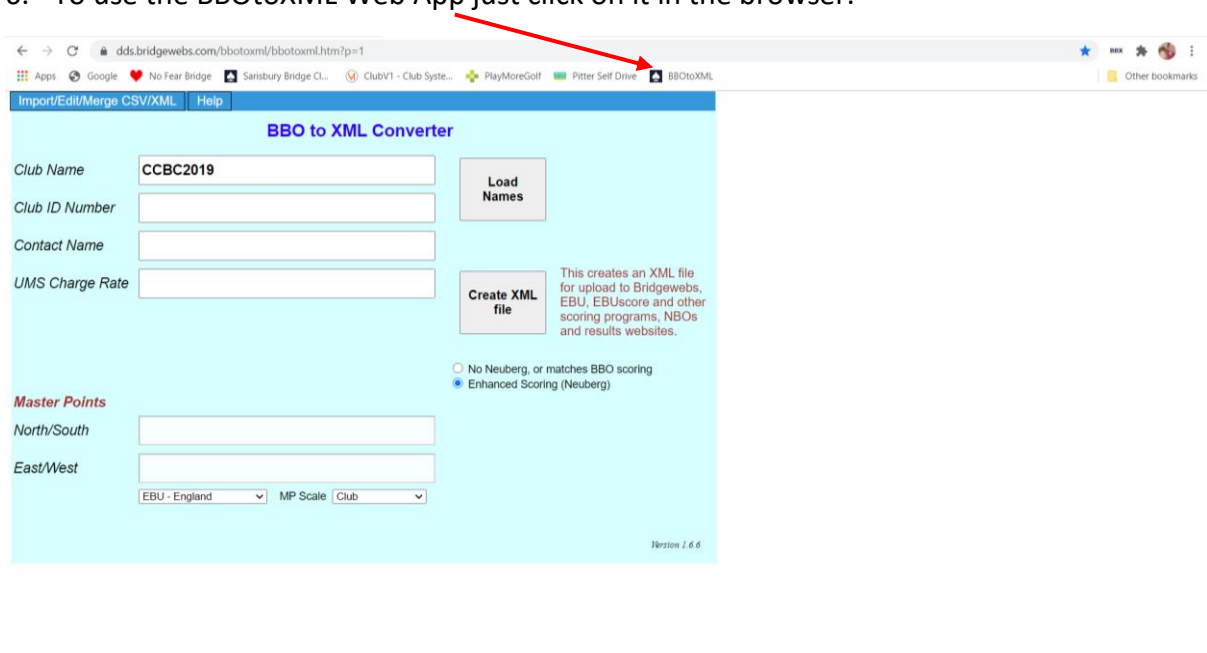 6. To use the BBOtoXML Web App just click on it in the browser.
dds.bridgewebs.com/bbotoxml/bbotoxml.htm?p=1
Apps Google No Fear Bridge Sarisbury Bridge Cl... ClubV1 - Club Syste... PlayMoreGolf Pitter Self Drive BBOtoXML Other bookmarks
Import/Edit/Merge CSV/XML Help
BBO to XML Converter
Club Name CCBC2019
Load
Names
Club ID Number
Contact Name
UMS Charge Rate
Create XML
file
This creates an XML file
for upload to Bridgewebs,
EBU, EBUscore and other
scoring programs, NBOs
and results websites.
No Neuberg, or matches BBO scoring
Enhanced Scoring (Neuberg)
Master Points
North/South
East/West
EBU - England MP Scale Club
Version 1.6.6